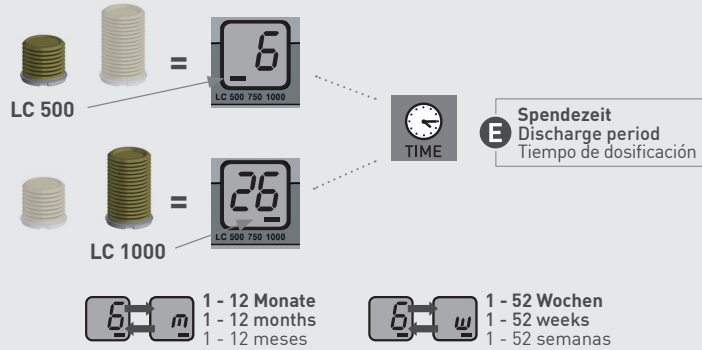 6
LC 500 750 1000
LC 500
TIME
E
Spendezeit
Discharge period
Tiempo de dosificación
26
LC 500 750 1000
LC 1000
6 m
1 - 12 Monate
1 - 12 months
1 - 12 meses
6 w
1 - 52 Wochen
1 - 52 weeks
1 - 52 semanas